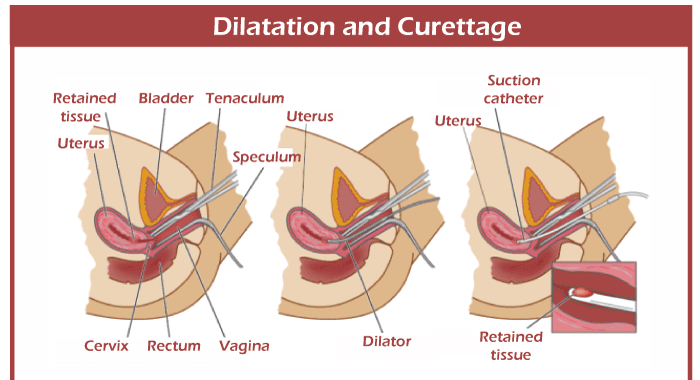 Dilatation and Curettage
Retained
tissue
Bladder
Tenaculum
Uterus
Speculum
Cervix
Rectum
Vagina
Uterus
Dilator
Suction
catheter
Uterus
Retained
tissue